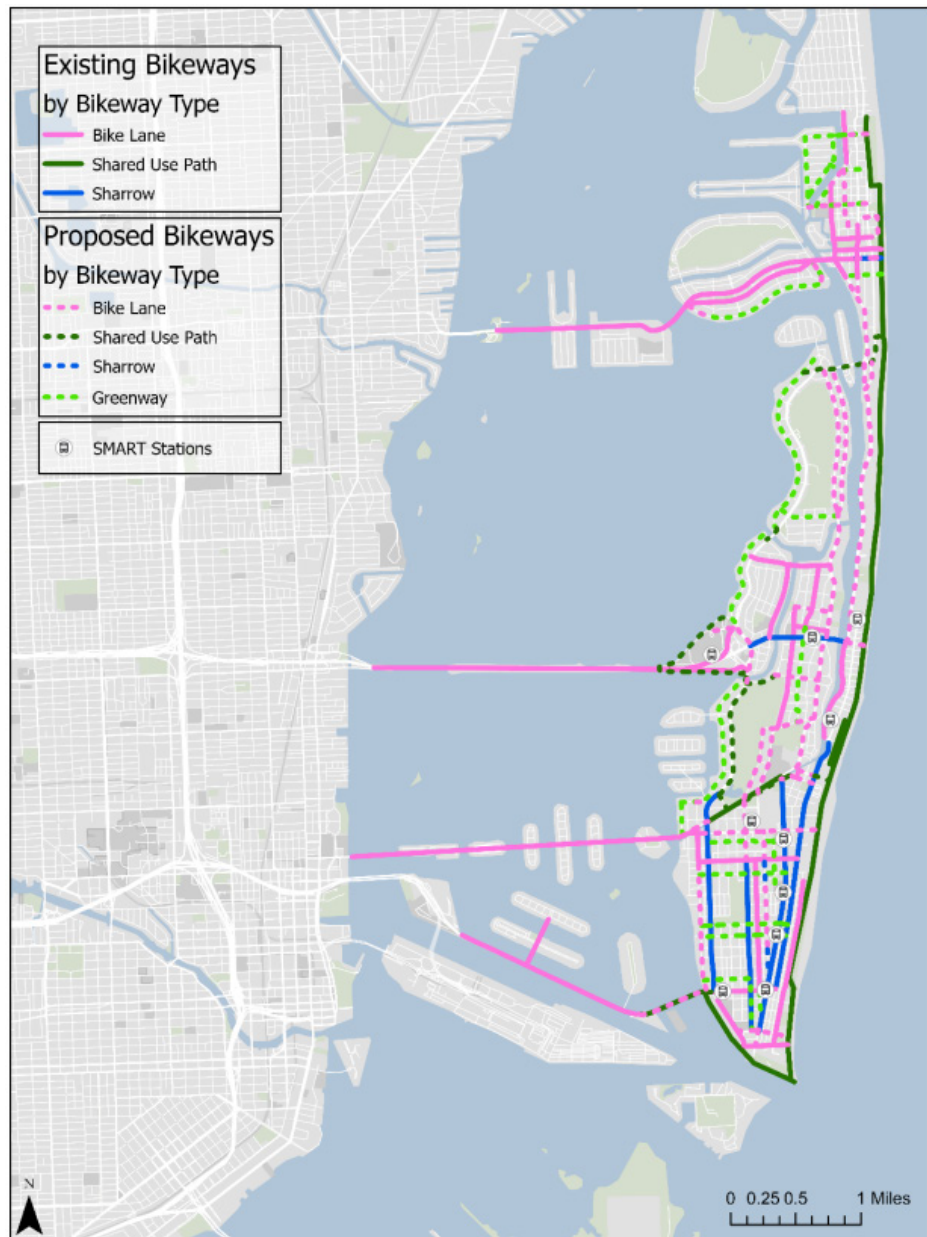 Existing Bikeways
by Bikeway Type
Bike Lane
Shared Use Path
Sharrow
Proposed Bikeways
by Bikeway Type
Bike Lane
Shared Use Path
Sharrow
Greenway
SMART Stations
N
0 0.25 0.5 1 Miles